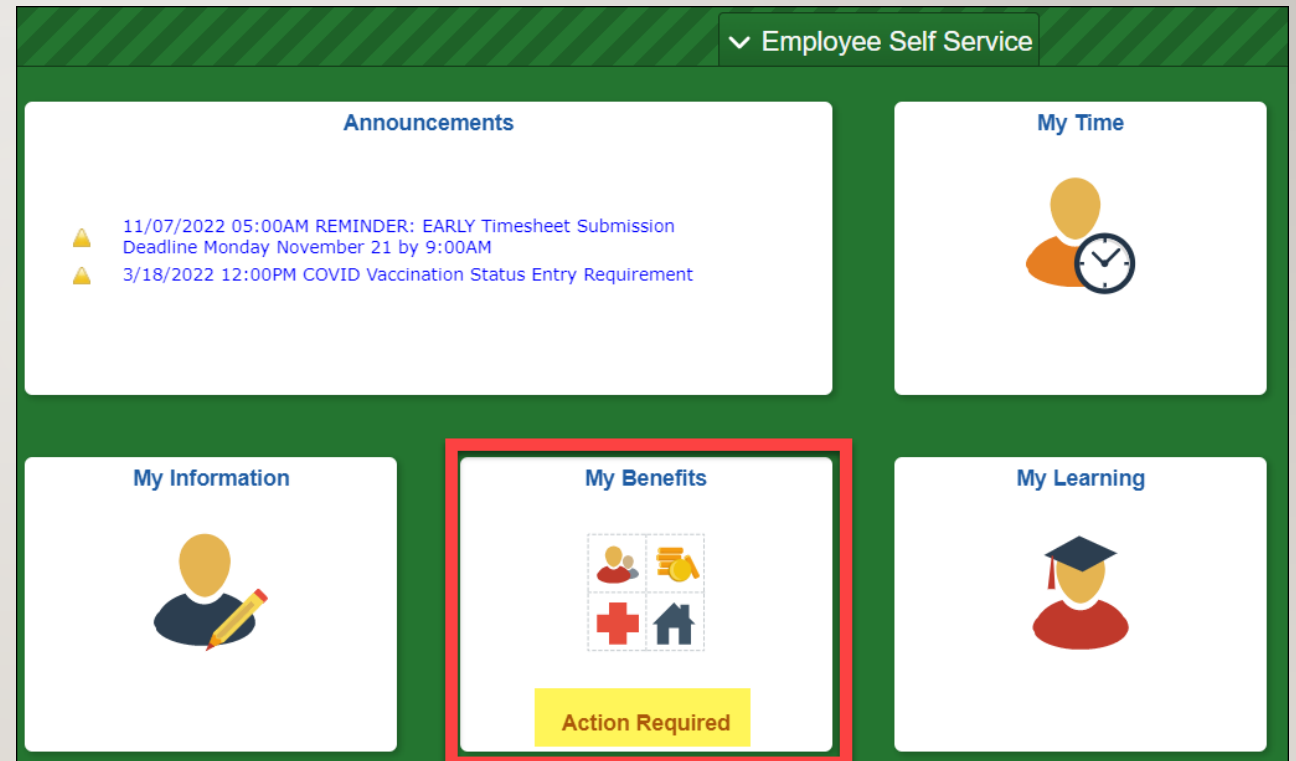 Employee Self Service
Announcements
11/07/2022 05:00AM REMINDER: EARLY Timesheet Submission
Deadline Monday November 21 by 9:00AM
3/18/2022 12:00PM COVID Vaccination Status Entry Requirement
My Time
My Information
My Benefits
Action Required
My Learning